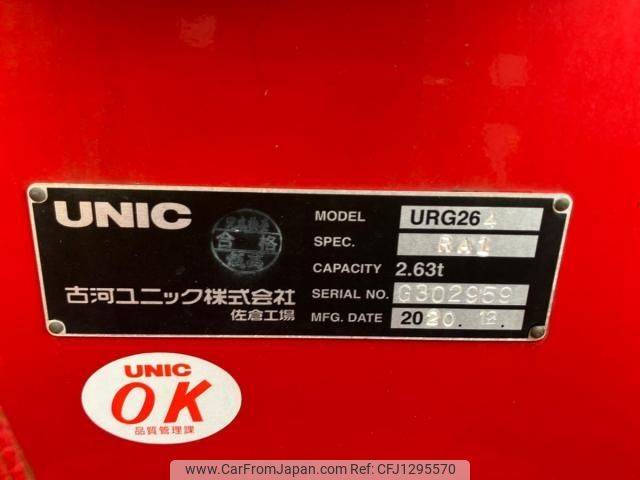 UNIC
合格
古河ユニック株式会社
佐倉工場
MODEL URG264
SPEC. RA1
CAPACITY 2.63t
SERIAL NO. G302959
MFG. DATE 2020. 12.
UNIC
OK
品質管理課
www.CarFromJapan.com - CFJ1295570